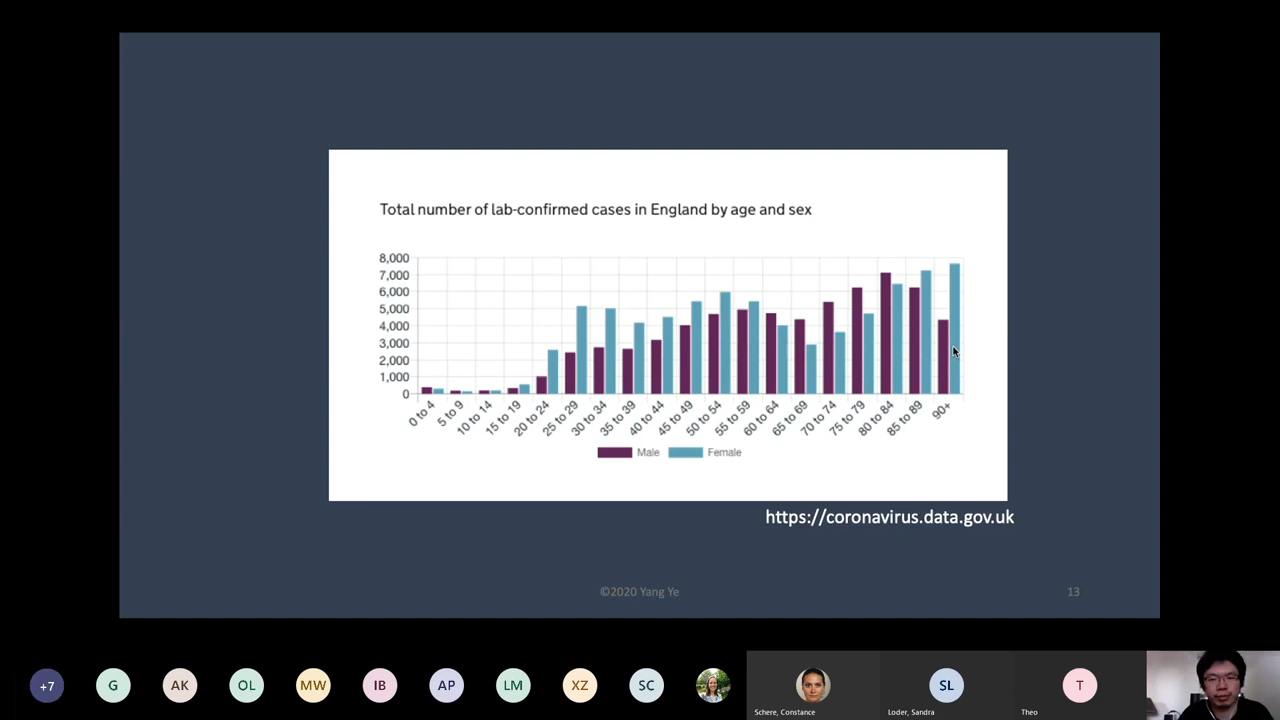 Total number of lab-confirmed cases in England by age and sex
8,000
7,000
6,000
5,000
4,000
3,000
2,000
1,000
0
0 to 4
5 to 9
10 to 14
15 to 19
20 to 24
25 to 29
30 to 34
35 to 39
40 to 44
45 to 49
50 to 54
55 to 59
60 to 64
65 to 69
70 to 74
75 to 79
80 to 84
85 to 89
90+
Male Female
https://coronavirus.data.gov.uk
©2020 Yang Ye
13
+7 G AK OL MW IB AP LM XZ SC SL T
Schere, Constance Loder, Sandra Theo